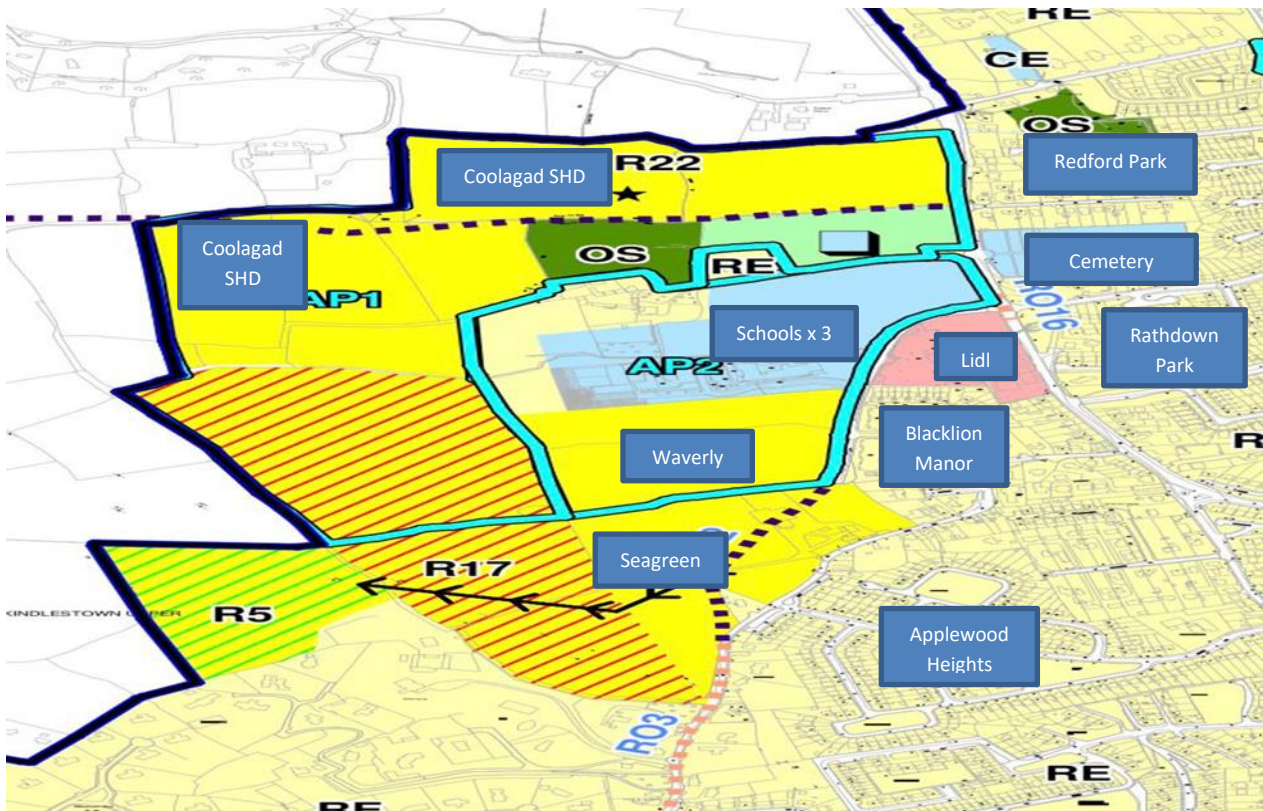 RE
CE
OS
Redford Park
Coolagad SHD
R22
Coolagad
SHD
AP1
OS
RE
Cemetery
RO16
Schools x 3
AP2
Lidl
Rathdown
Park
Blacklion
Manor
R
Waverly
Seagreen
R17
KINDLESTOWN UPPER
R5
Applewood
Heights
RO3
RE
RE